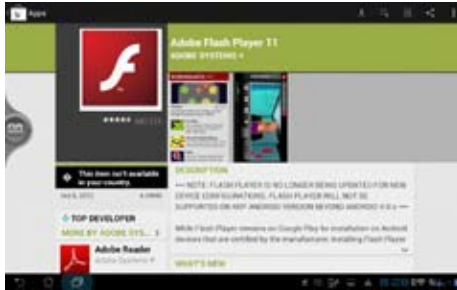 Apps
Adobe Flash Player 11
ADOBE SYSTEMS
This item isn't available
in your country.
DESCRIPTION
— NOTE: FLASH PLAYER IS NO LONGER BEING UPDATED FOR NEW
DEVICE CONFIGURATIONS. FLASH PLAYER WILL NOT BE
SUPPORTED ON ANY ANDROID VERSION BEYOND ANDROID 4.0.x —
TOP DEVELOPER
MORE BY ADOBE SYS...
While Flash Player remains on Google Play for installation on Android
devices that are certified by the manufacturer, installing Flash Player
Adobe Reader
Adobe Systems
WHAT'S NEW